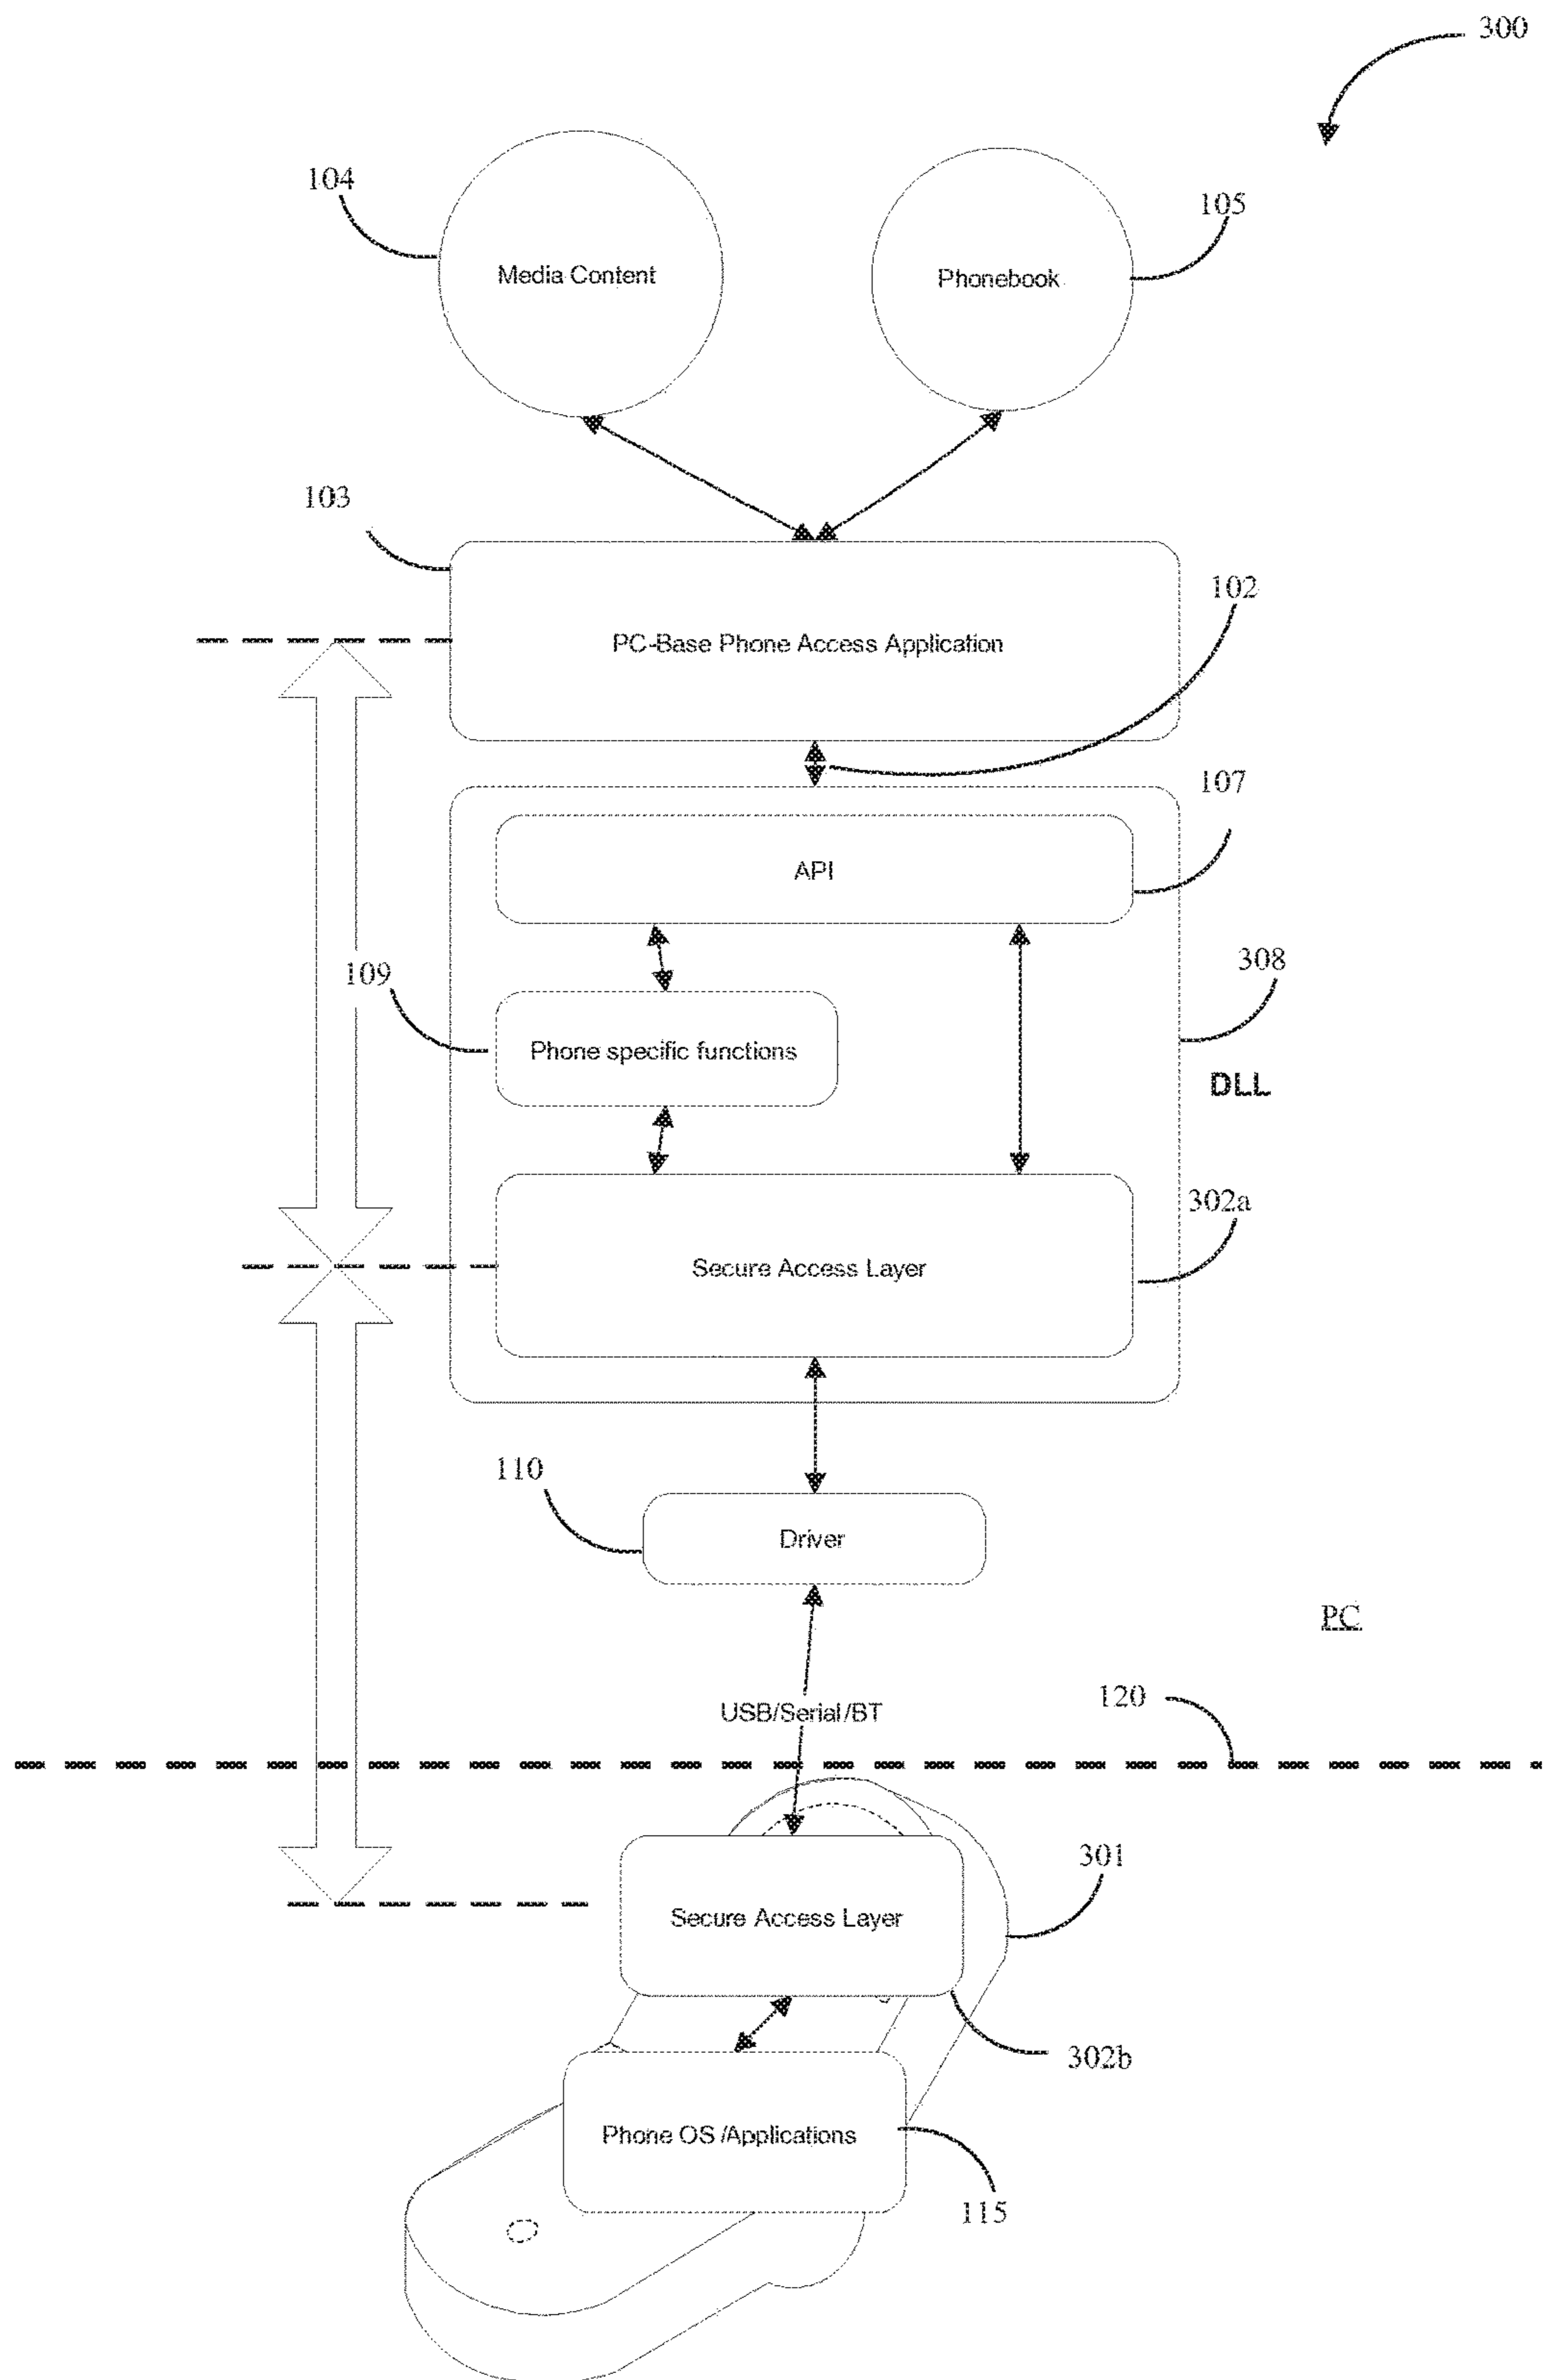 300
104
105
Media Content
Phonebook
103
102
PC-Base Phone Access Application
107
API
109
308
Phone specific functions
DLL
302a
Secure Access Layer
110
Driver
PC
120
USB/Serial/BT
301
Secure Access Layer
302b
Phone OS /Applications
115